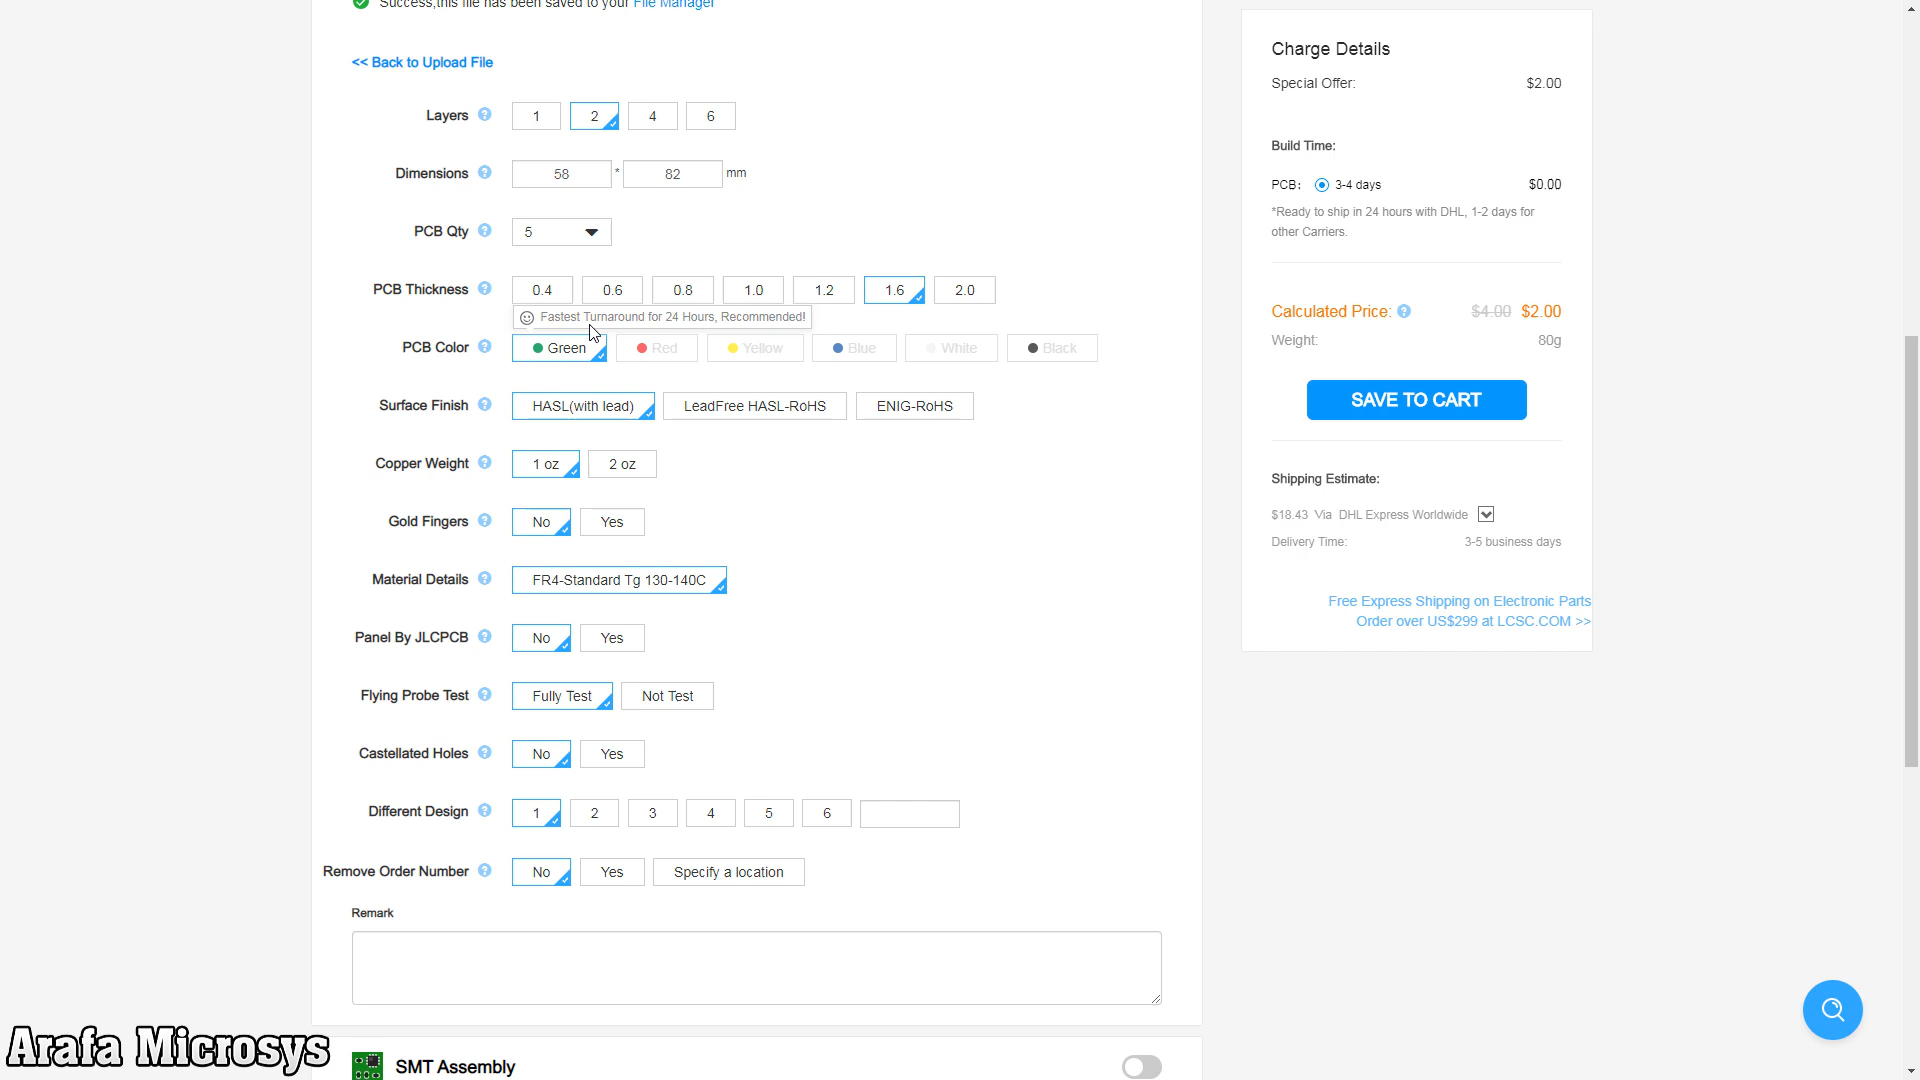 Success,this file has been saved to your File Manager
<< Back to Upload File
Layers ? 1 2 4 6
Dimensions ? 58 * 82 mm
PCB Qty ? 5
PCB Thickness ? 0.4 0.6 0.8 1.0 1.2 1.6 2.0
Fastest Turnaround for 24 Hours, Recommended!
PCB Color ? Green Red Yellow Blue White Black
Surface Finish ? HASL(with lead) LeadFree HASL-RoHS ENIG-RoHS
Copper Weight ? 1 oz 2 oz
Gold Fingers ? No Yes
Material Details ? FR4-Standard Tg 130-140C
Panel By JLCPCB ? No Yes
Flying Probe Test ? Fully Test Not Test
Castellated Holes ? No Yes
Different Design ? 1 2 3 4 5 6
Remove Order Number ? No Yes Specify a location
Remark
SMT Assembly
Charge Details
Special Offer: $2.00
Build Time:
PCB: 3-4 days $0.00
*Ready to ship in 24 hours with DHL, 1-2 days for
other Carriers.
Calculated Price: ? $4.00 $2.00
Weight: 80g
SAVE TO CART
Shipping Estimate:
$18.43 Via DHL Express Worldwide
Delivery Time: 3-5 business days
Free Express Shipping on Electronic Parts
Order over US$299 at LCSC.COM >>
Arafa Microsys